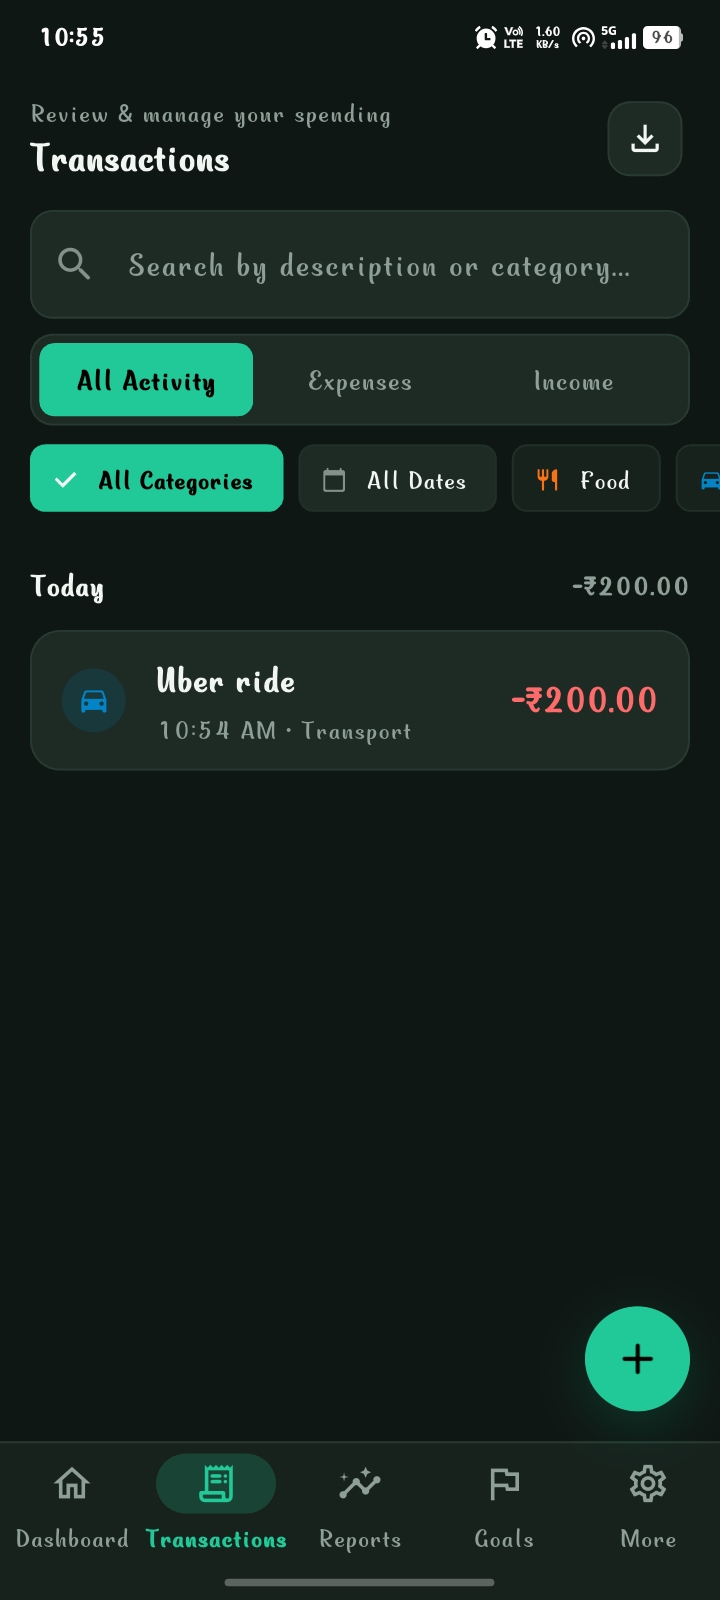 10:55
Vo)) LTE 1.60 KB/s 5G 96
Review & manage your spending
Transactions
Search by description or category...
All Activity Expenses Income
All Categories All Dates Food
Today -₹200.00
Uber ride
-₹200.00
10:54 AM · Transport
Dashboard Transactions Reports Goals More